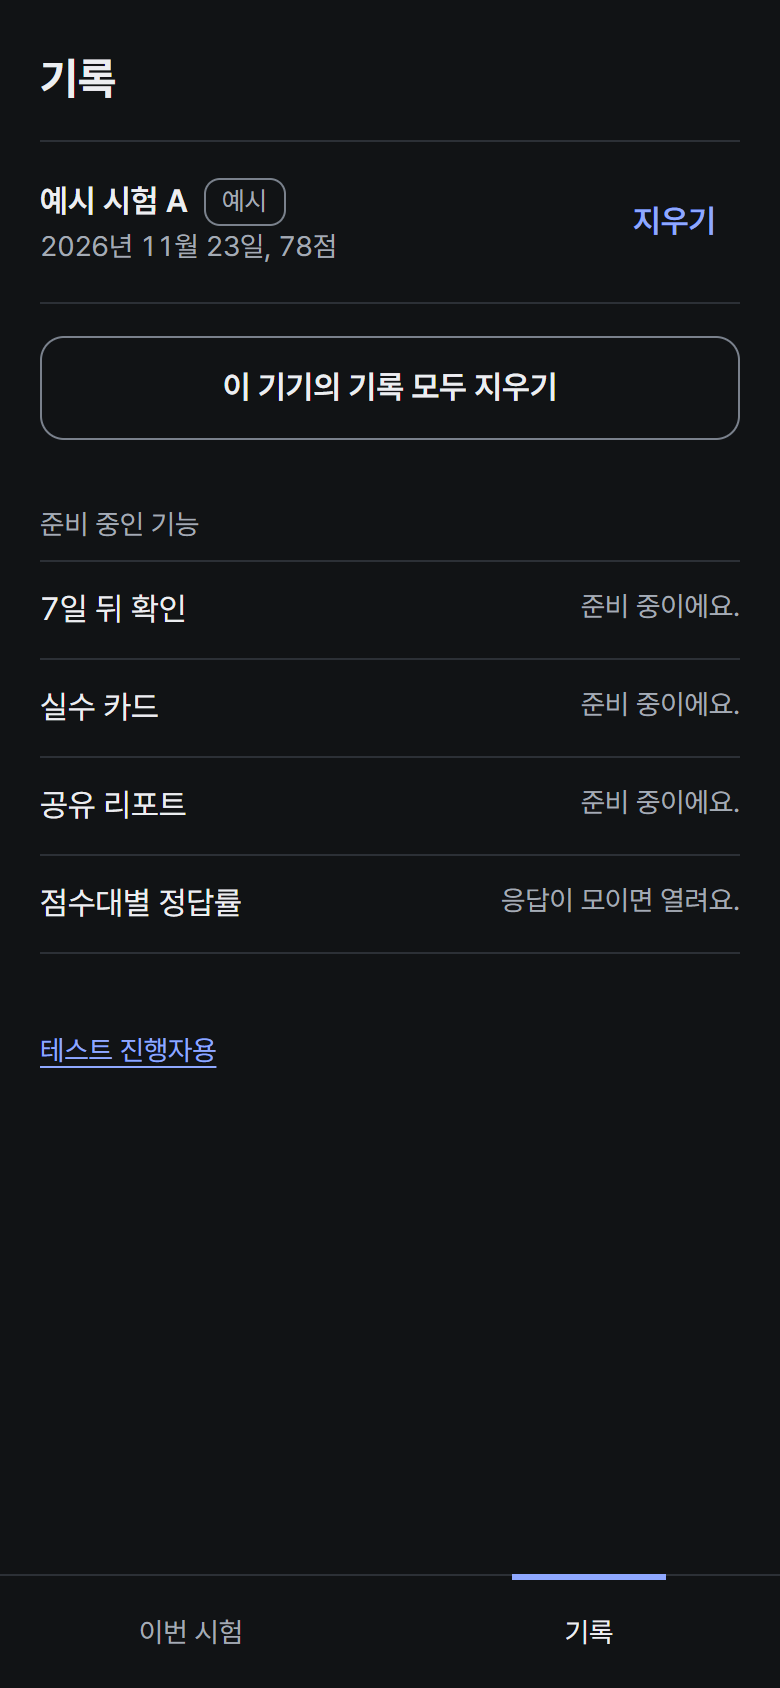 기록
예시 시험 A 예시
2026년 11월 23일, 78점
지우기
이 기기의 기록 모두 지우기
준비 중인 기능
7일 뒤 확인 준비 중이에요.
실수 카드 준비 중이에요.
공유 리포트 준비 중이에요.
점수대별 정답률 응답이 모이면 열려요.
테스트 진행자용
이번 시험 기록